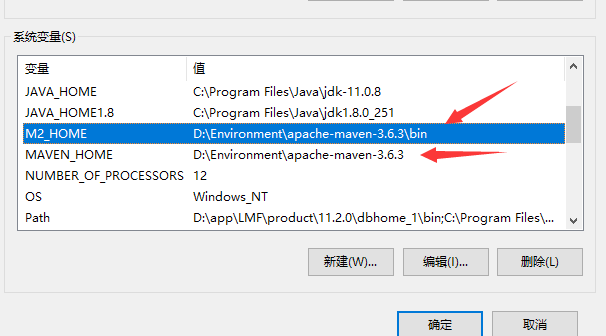 系统变量(S)
变量 值
JAVA_HOME C:\Program Files\Java\jdk-11.0.8
JAVA_HOME1.8 C:\Program Files\Java\jdk1.8.0_251
M2_HOME D:\Environment\apache-maven-3.6.3\bin
MAVEN_HOME D:\Environment\apache-maven-3.6.3
NUMBER_OF_PROCESSORS 12
OS Windows_NT
Path D:\app\LMF\product\11.2.0\dbhome_1\bin;C:\Program Files\...
新建(W)... 编辑(I)... 删除(L)
确定 取消